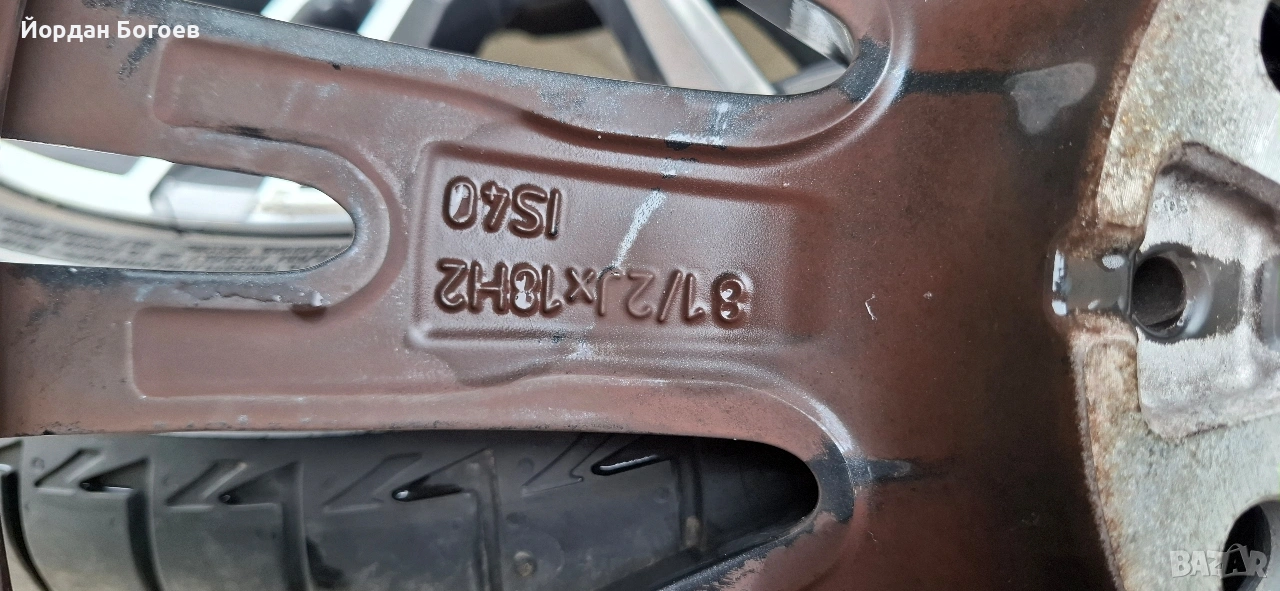 Йордан Богоев
8 1/2Jx18H2
IS40
BAZAR